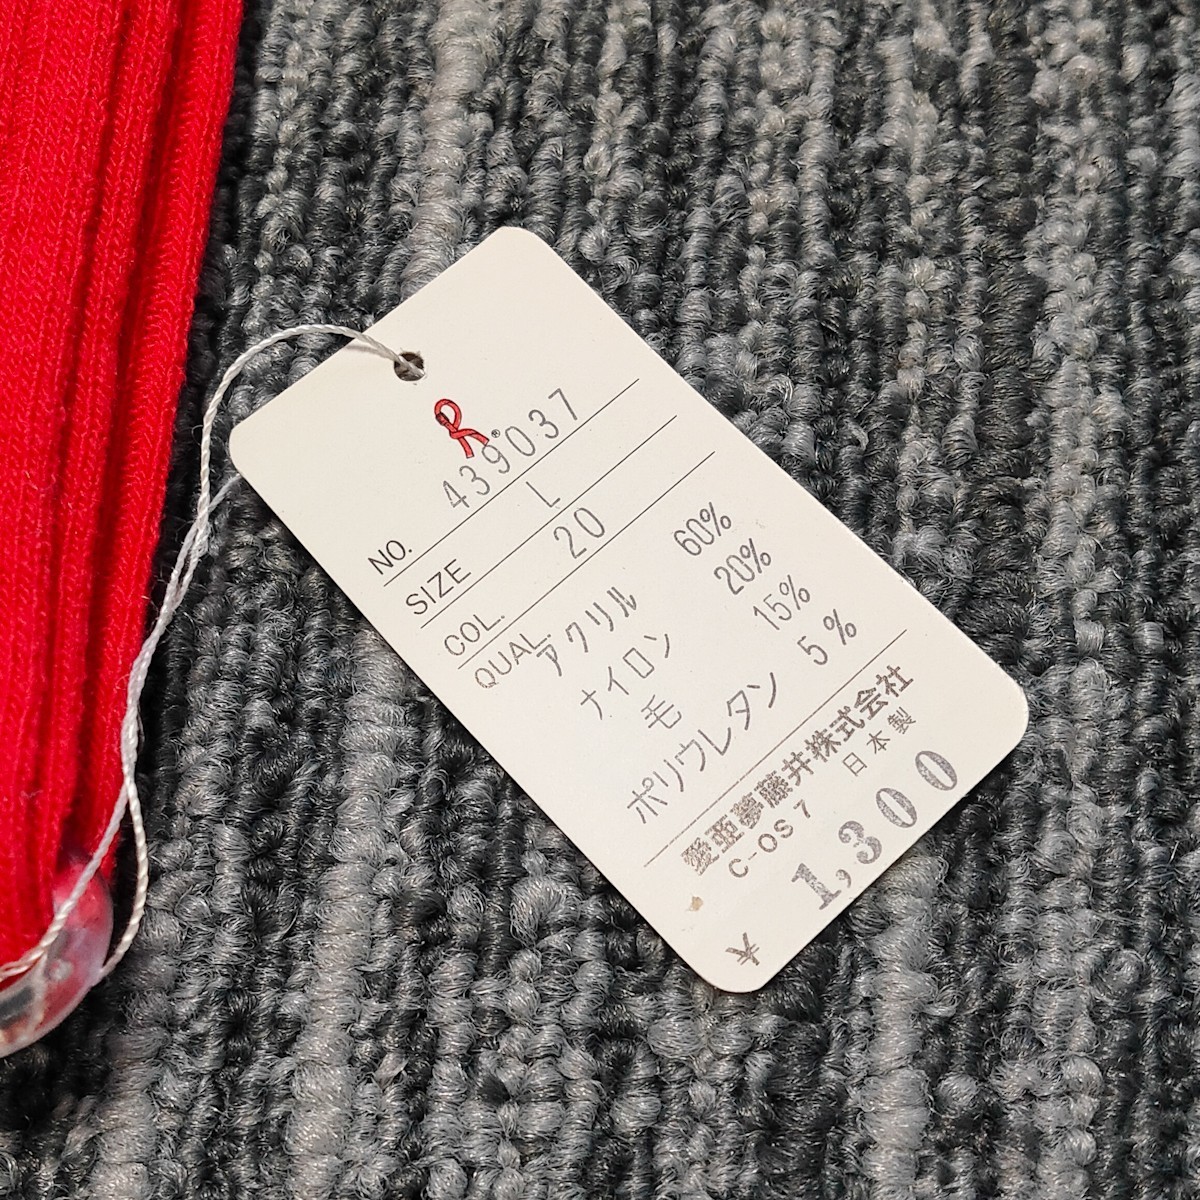 R®
NO. 439037
SIZE L
COL. 20
QUAL. アクリル 60%
ナイロン 20%
毛 15%
ポリウレタン 5%
愛亜夢藤井株式会社
C-OS7 日本製
¥ 1,300